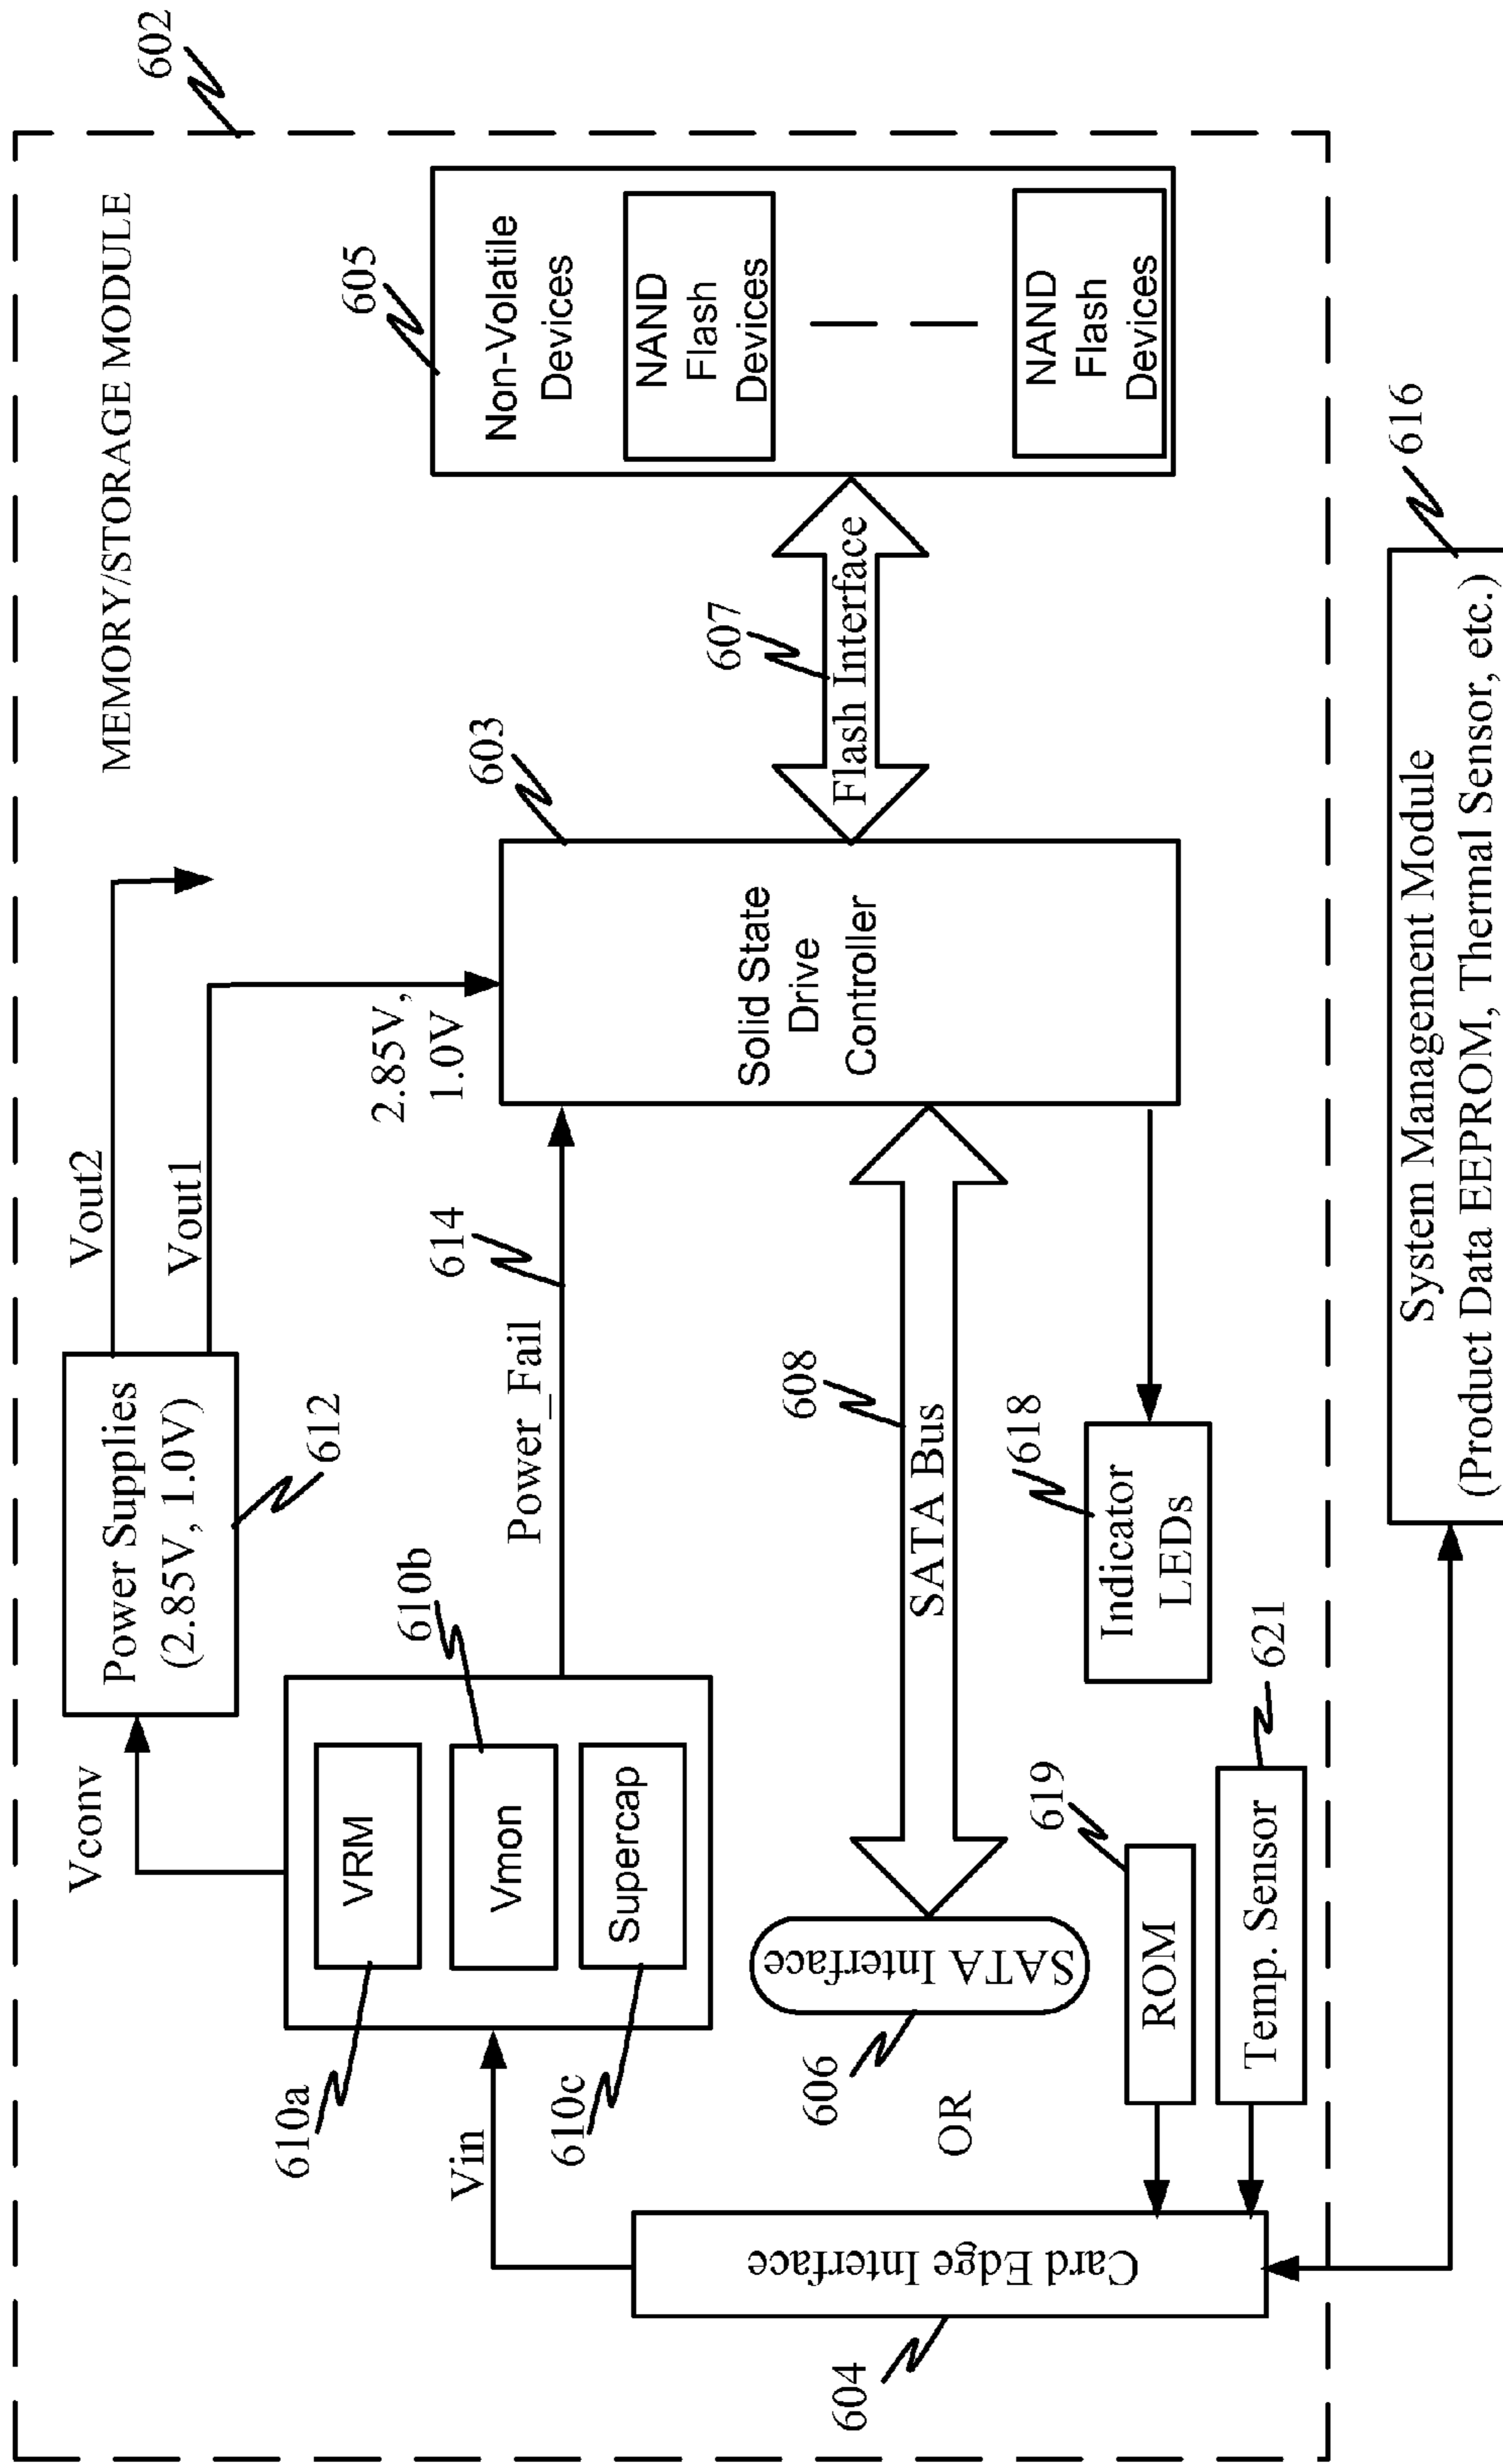 602
MEMORY/STORAGE MODULE
Vout2
Vout1
Power Supplies
(2.85V, 1.0V)
612
Vconv
605
Non-Volatile
Devices
NAND
Flash
Devices
NAND
Flash
Devices
603
2.85V,
1.0V
Solid State
Drive
Controller
607
Flash Interface
614
Power_Fail
610b
VRM
Vmon
Supercap
610a
610c
Vin
608
SATA Bus
SATA Interface
606
OR
618
Indicator
LEDs
619
ROM
621
Temp. Sensor
Card Edge Interface
604
616
System Management Module
(Product Data EEPROM, Thermal Sensor, etc.)